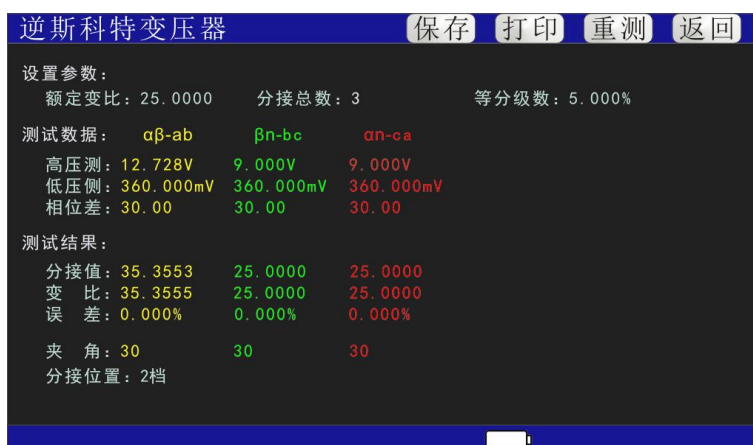 逆斯科特变压器 保存 打印 重测 返回
设置参数：
额定变比：25.0000 分接总数：3 等分级数：5.000%
测试数据： αβ-ab βn-bc αn-ca
高压测：12.728V 9.000V 9.000V
低压侧：360.000mV 360.000mV 360.000mV
相位差：30.00 30.00 30.00
测试结果：
分接值：35.3553 25.0000 25.0000
变 比：35.3555 25.0000 25.0000
误 差：0.000% 0.000% 0.000%
夹 角：30 30 30
分接位置：2档